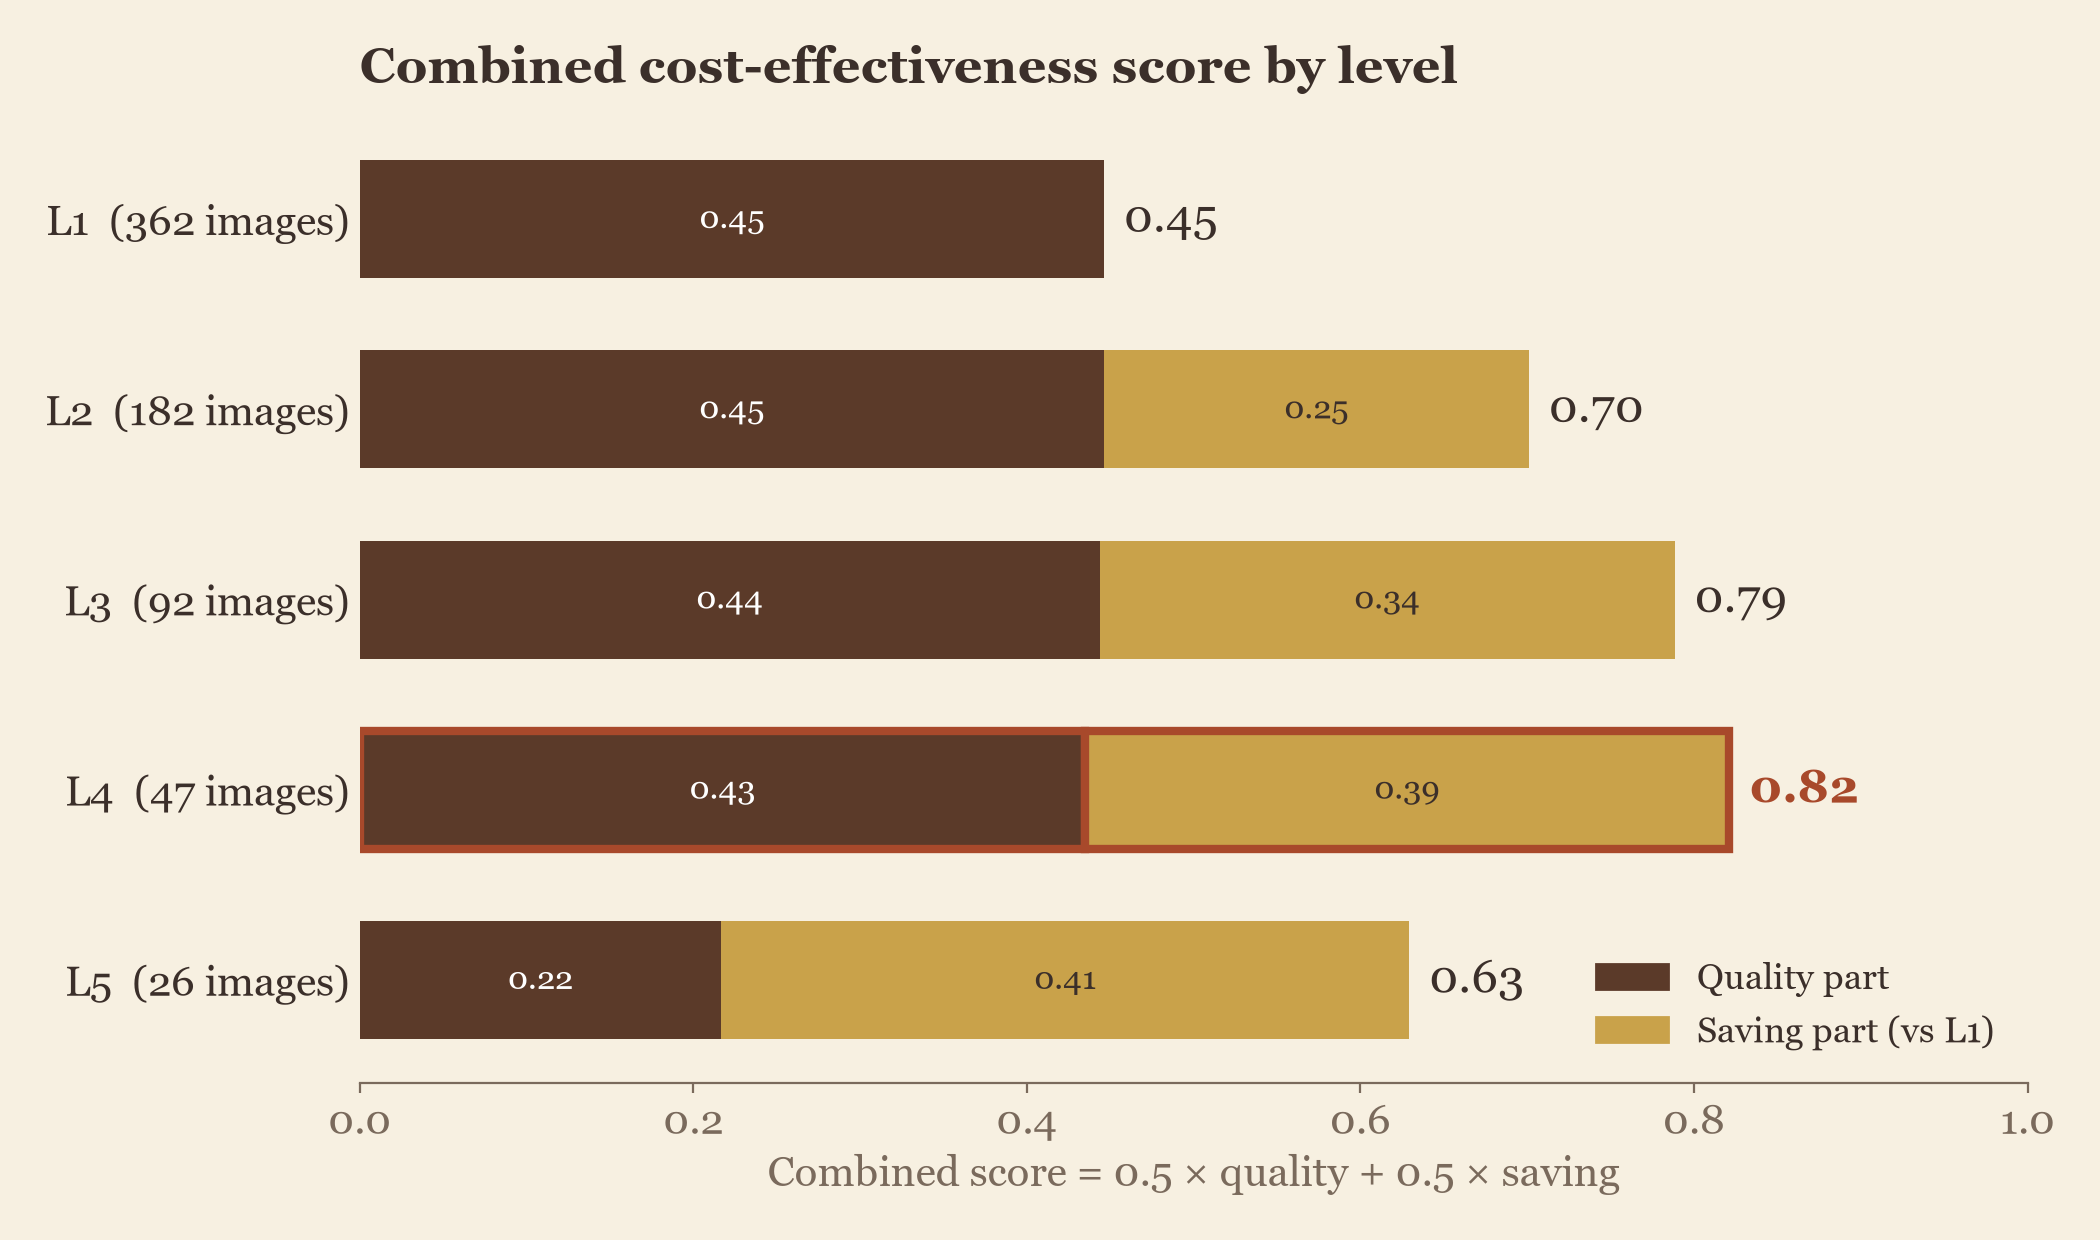 Combined cost-effectiveness score by level
L1 (362 images) 0.45 0.45
L2 (182 images) 0.45 0.25 0.70
L3 (92 images) 0.44 0.34 0.79
L4 (47 images) 0.43 0.39 0.82
L5 (26 images) 0.22 0.41 0.63
Quality part
Saving part (vs L1)
0.0 0.2 0.4 0.6 0.8 1.0
Combined score = 0.5 × quality + 0.5 × saving